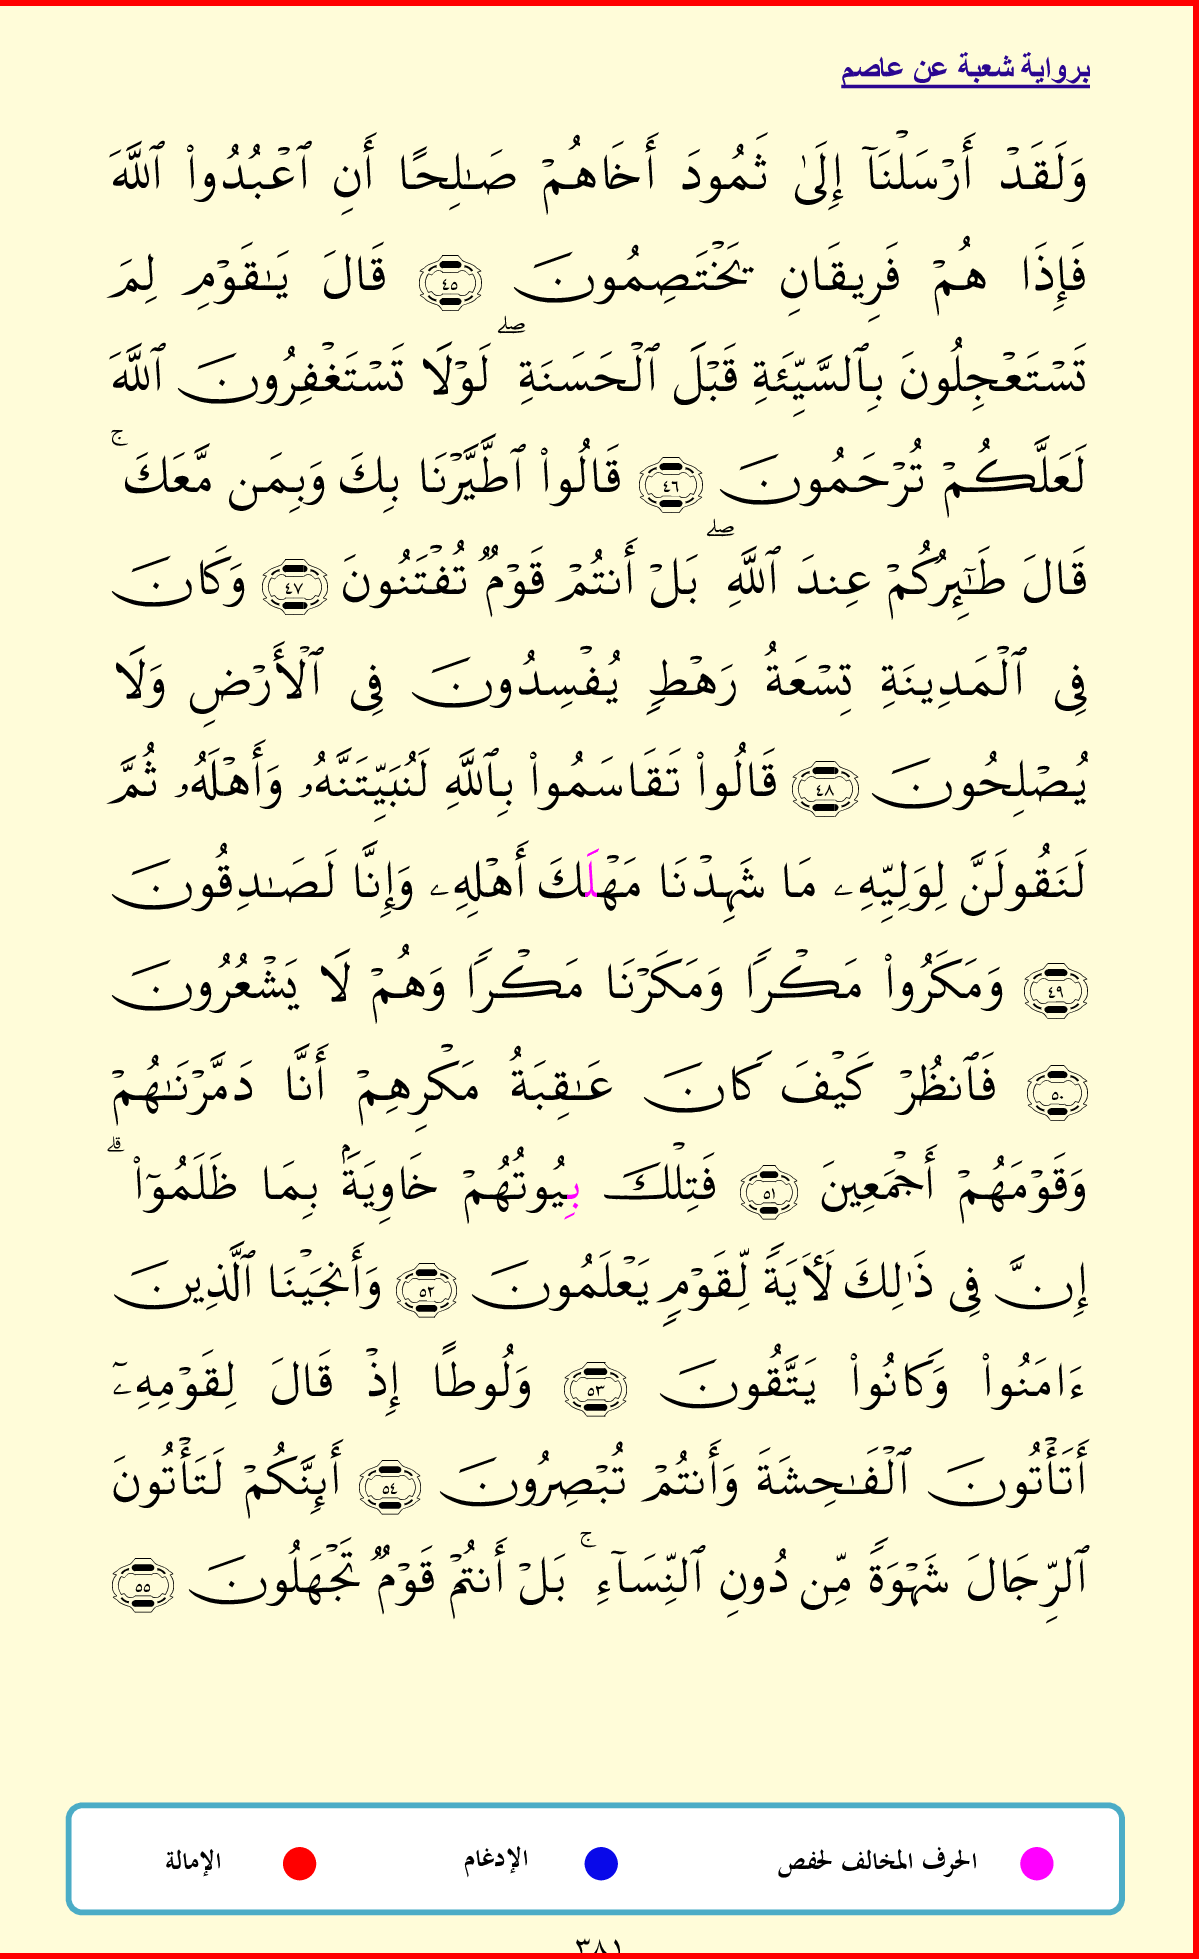 برواية شعبة عن عاصم
وَلَقَدۡ أَرۡسَلۡنَآ إِلَىٰ ثَمُودَ أَخَاهُمۡ صَٰلِحًا أَنِ ٱعۡبُدُواْ ٱللَّهَ
فَإِذَا هُمۡ فَرِيقَانِ يَخۡتَصِمُونَ ٤٥ قَالَ يَٰقَوۡمِ لِمَ
تَسۡتَعۡجِلُونَ بِٱلسَّيِّئَةِ قَبۡلَ ٱلۡحَسَنَةِۖ لَوۡلَا تَسۡتَغۡفِرُونَ ٱللَّهَ
لَعَلَّكُمۡ تُرۡحَمُونَ ٤٦ قَالُواْ ٱطَّيَّرۡنَا بِكَ وَبِمَن مَّعَكَۚ
قَالَ طَٰٓئِرُكُمۡ عِندَ ٱللَّهِۖ بَلۡ أَنتُمۡ قَوۡمٞ تُفۡتَنُونَ ٤٧ وَكَانَ
فِي ٱلۡمَدِينَةِ تِسۡعَةُ رَهۡطٖ يُفۡسِدُونَ فِي ٱلۡأَرۡضِ وَلَا
يُصۡلِحُونَ ٤٨ قَالُواْ تَقَاسَمُواْ بِٱللَّهِ لَنُبَيِّتَنَّهُۥ وَأَهۡلَهُۥ ثُمَّ
لَنَقُولَنَّ لِوَلِيِّهِۦ مَا شَهِدۡنَا مَهۡلَكَ أَهۡلِهِۦ وَإِنَّا لَصَٰدِقُونَ
٤٩ وَمَكَرُواْ مَكۡرٗا وَمَكَرۡنَا مَكۡرٗا وَهُمۡ لَا يَشۡعُرُونَ
٥٠ فَٱنظُرۡ كَيۡفَ كَانَ عَٰقِبَةُ مَكۡرِهِمۡ أَنَّا دَمَّرۡنَٰهُمۡ
وَقَوۡمَهُمۡ أَجۡمَعِينَ ٥١ فَتِلۡكَ بِيُوتُهُمۡ خَاوِيَةَۢ بِمَا ظَلَمُوٓاْۗ
إِنَّ فِي ذَٰلِكَ لَأٓيَةٗ لِّقَوۡمٖ يَعۡلَمُونَ ٥٢ وَأَنجَيۡنَا ٱلَّذِينَ
ءَامَنُواْ وَكَانُواْ يَتَّقُونَ ٥٣ وَلُوطًا إِذۡ قَالَ لِقَوۡمِهِۦٓ
أَتَأۡتُونَ ٱلۡفَٰحِشَةَ وَأَنتُمۡ تُبۡصِرُونَ ٥٤ أَئِنَّكُمۡ لَتَأۡتُونَ
ٱلرِّجَالَ شَهۡوَةٗ مِّن دُونِ ٱلنِّسَآءِۚ بَلۡ أَنتُمۡ قَوۡمٞ تَجۡهَلُونَ ٥٥
الحرف المخالف لحفص الإدغام الإمالة
٣٨١